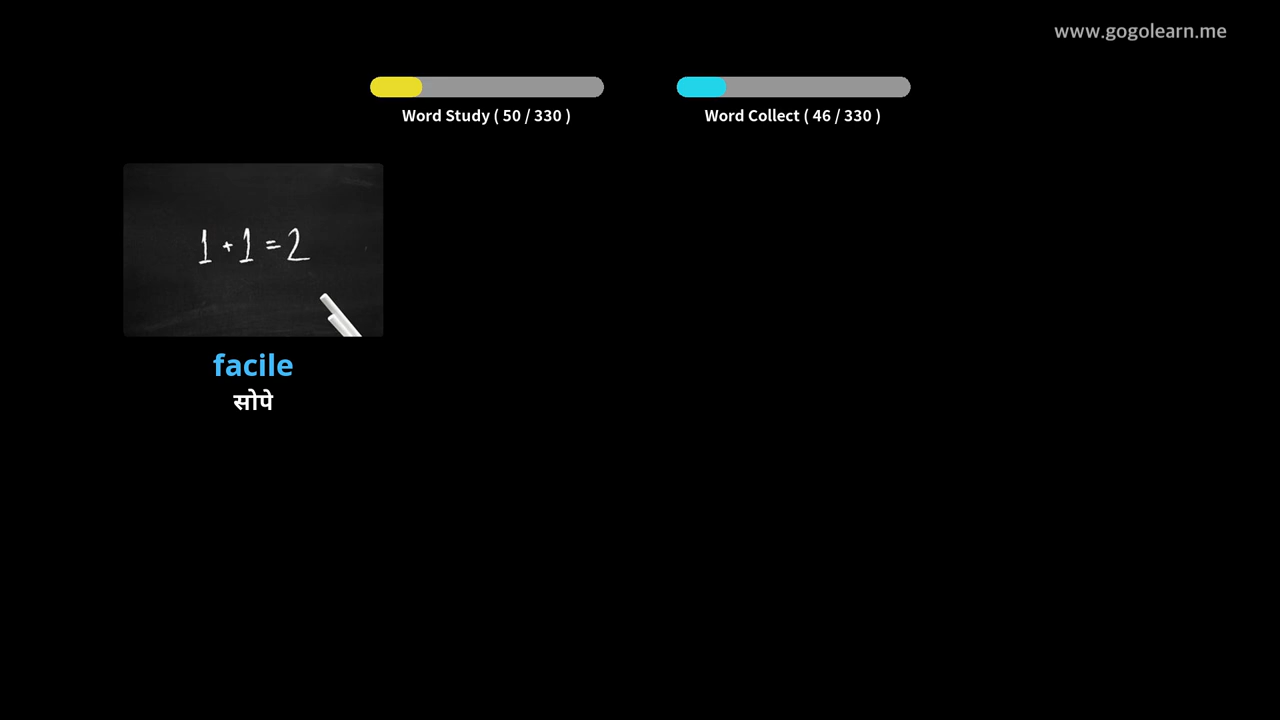 www.gogolearn.me
Word Study ( 50 / 330 )
Word Collect ( 46 / 330 )
1 + 1 = 2
facile
सोपे